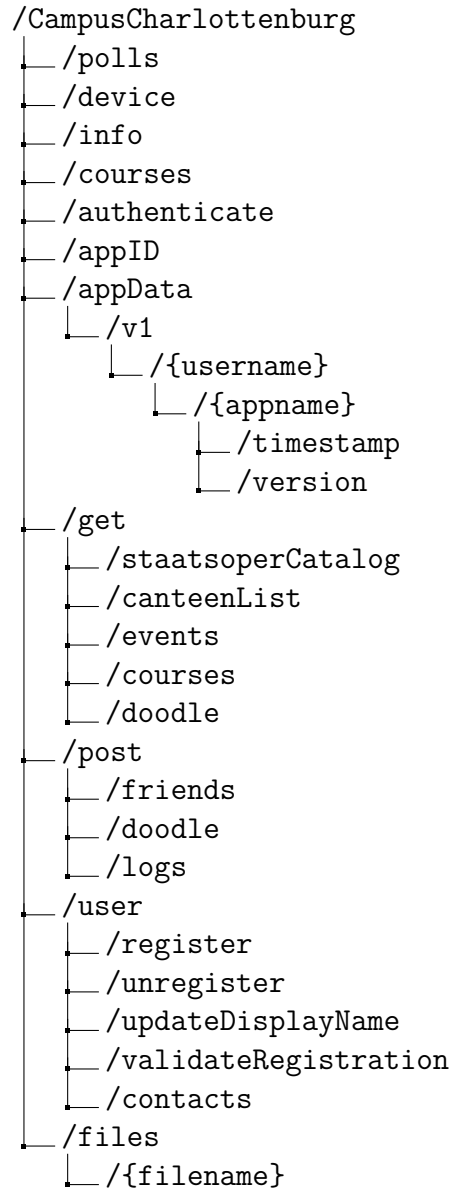 /CampusCharlottenburg
/polls
/device
/info
/courses
/authenticate
/appID
/appData
/v1
/{username}
/{appname}
/timestamp
/version
/get
/staatsoperCatalog
/canteenList
/events
/courses
/doodle
/post
/friends
/doodle
/logs
/user
/register
/unregister
/updateDisplayName
/validateRegistration
/contacts
/files
/{filename}